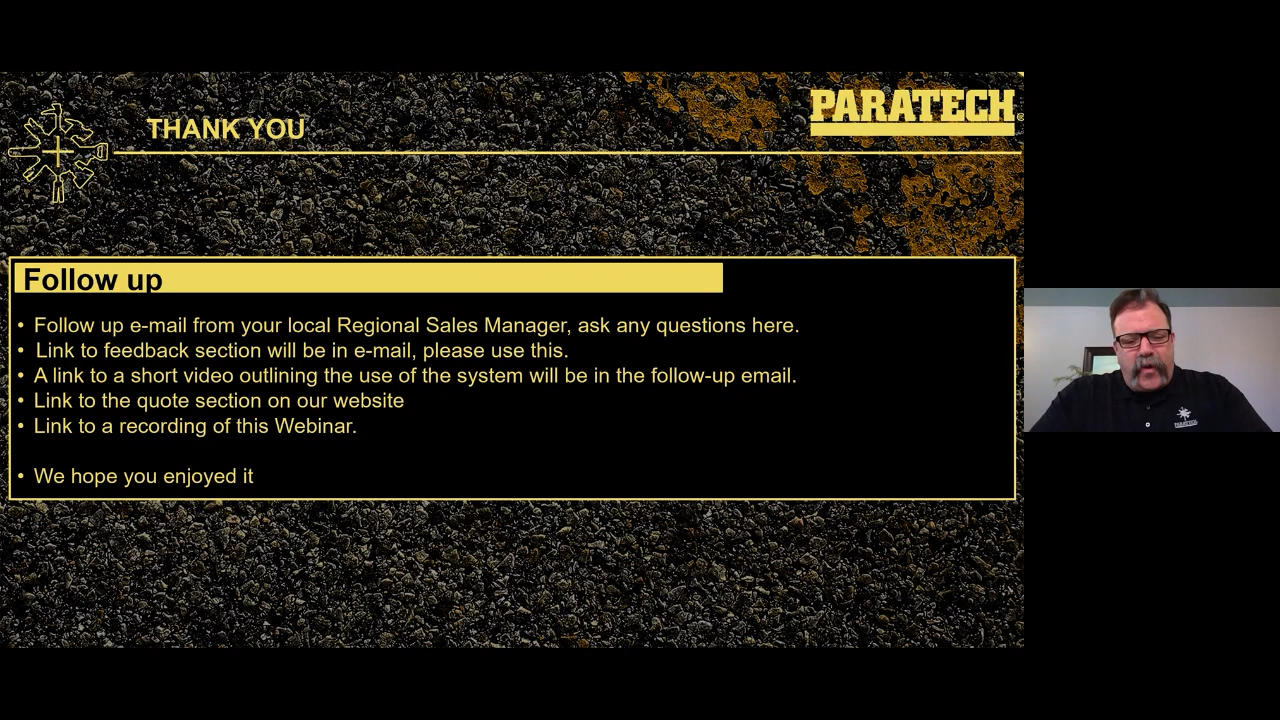 THANK YOU
PARATECH®
Follow up
• Follow up e-mail from your local Regional Sales Manager, ask any questions here.
• Link to feedback section will be in e-mail, please use this.
• A link to a short video outlining the use of the system will be in the follow-up email.
• Link to the quote section on our website
• Link to a recording of this Webinar.
• We hope you enjoyed it
PARATECH